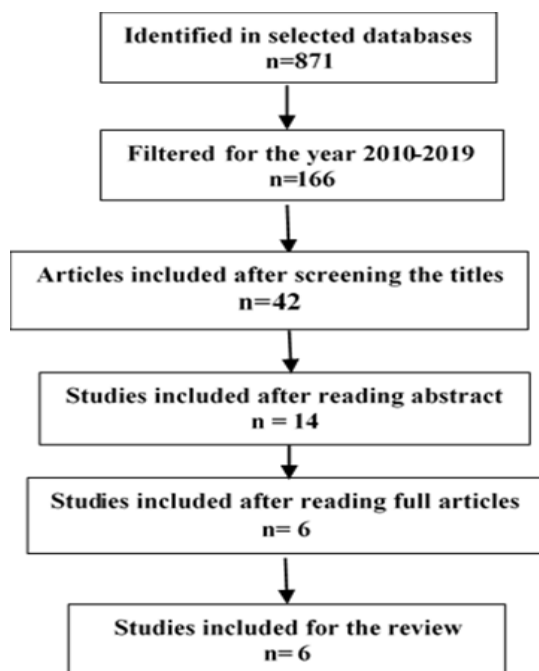 Identified in selected databases
n=871
Filtered for the year 2010-2019
n=166
Articles included after screening the titles
n=42
Studies included after reading abstract
n = 14
Studies included after reading full articles
n= 6
Studies included for the review
n= 6